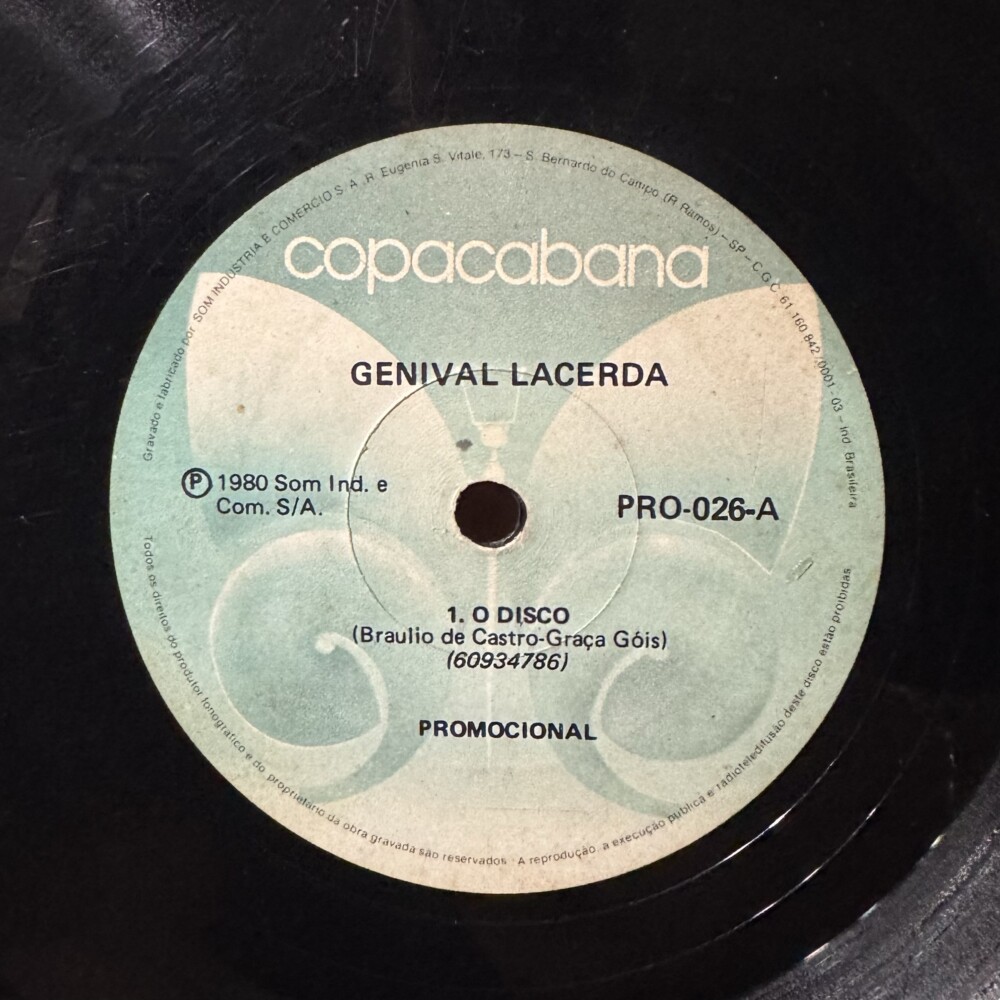 Gravado e fabricado por SOM INDUSTRIA E COMERCIO S. A. R. Eugenia S. Vitale, 173 – S. Bernardo do Campo (R Ramos) – SP – C.G.C. 61 160 842/0001 - 03 – Ind. Brasileira
copacabana
GENIVAL LACERDA
Ⓟ 1980 Som Ind. e
Com. S/A.
PRO-026-A
1. O DISCO
(Braulio de Castro-Graça Góis)
(60934786)
PROMOCIONAL
Todos os direitos do produtor fonografico e do proprietario da obra gravada são reservados · A reprodução, a execução publica e radioteledifusão deste disco estão proibidas